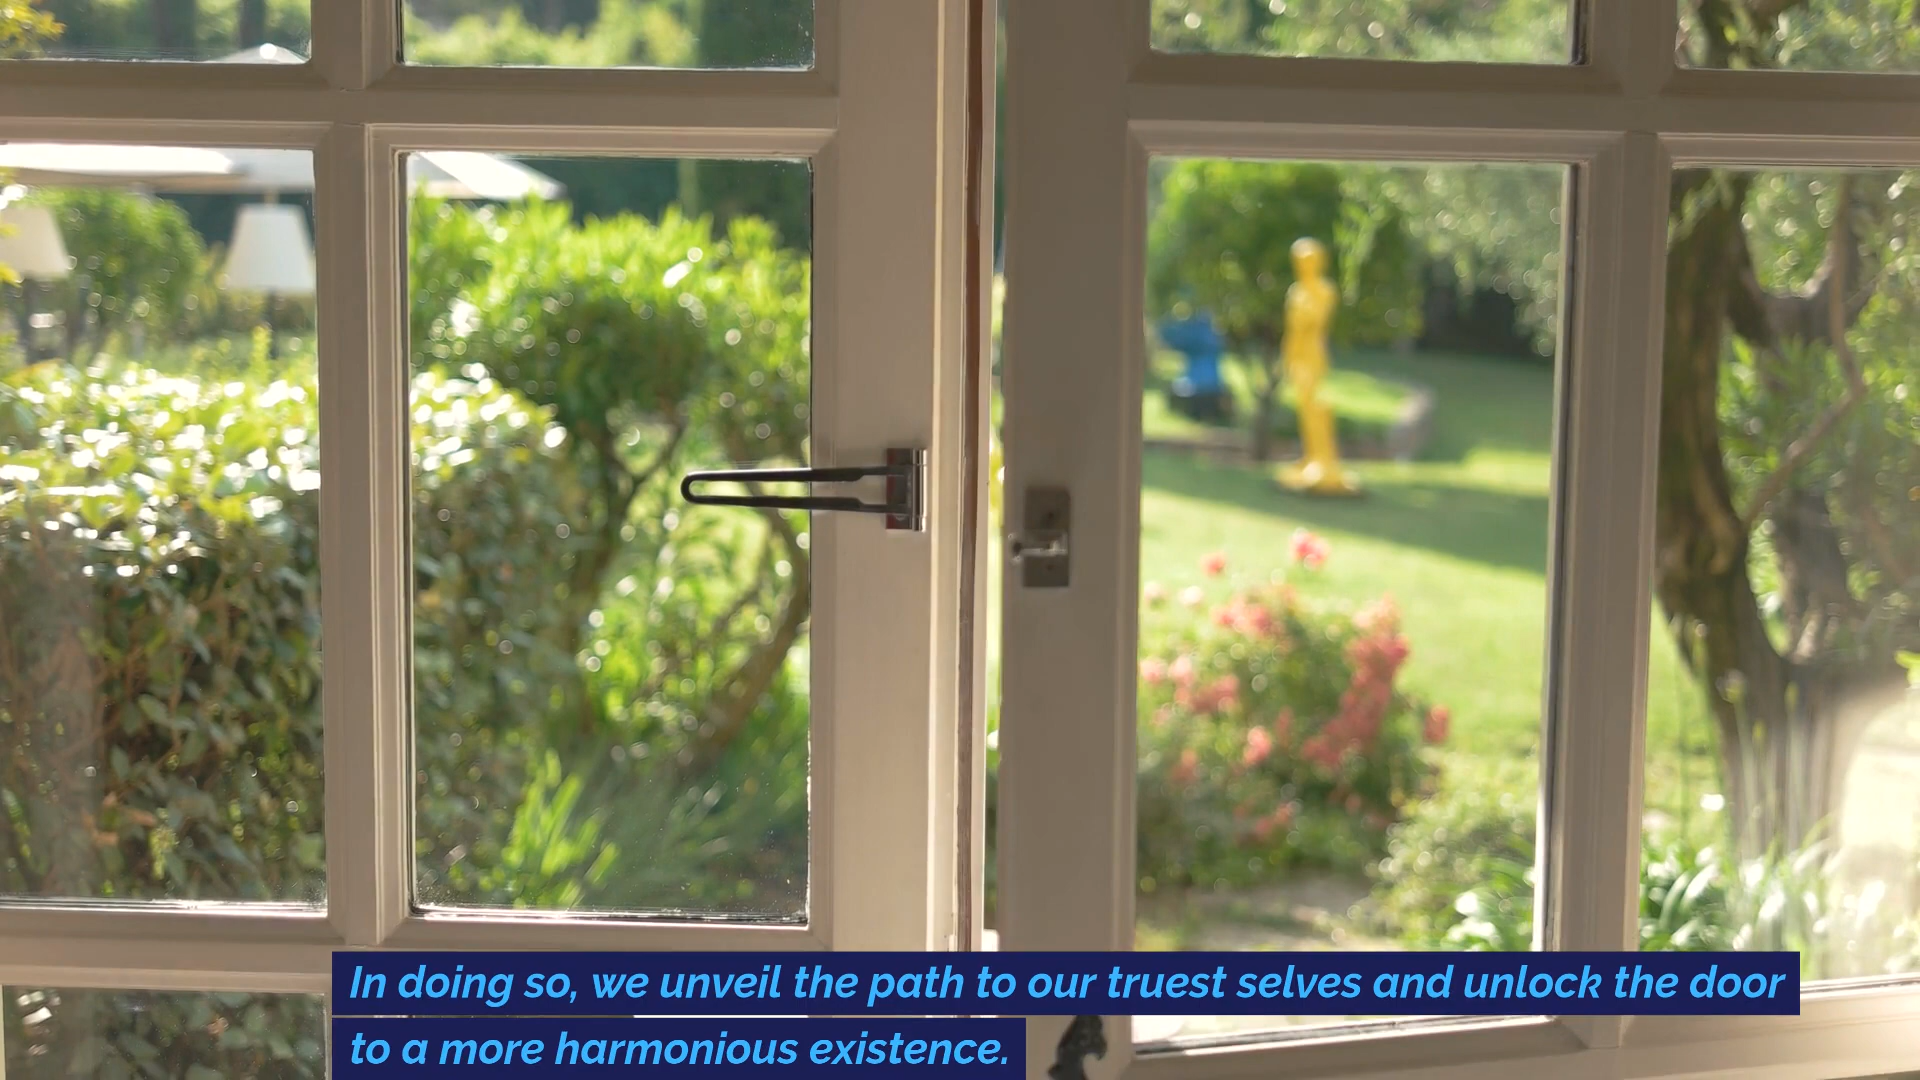 In doing so, we unveil the path to our truest selves and unlock the door
to a more harmonious existence.